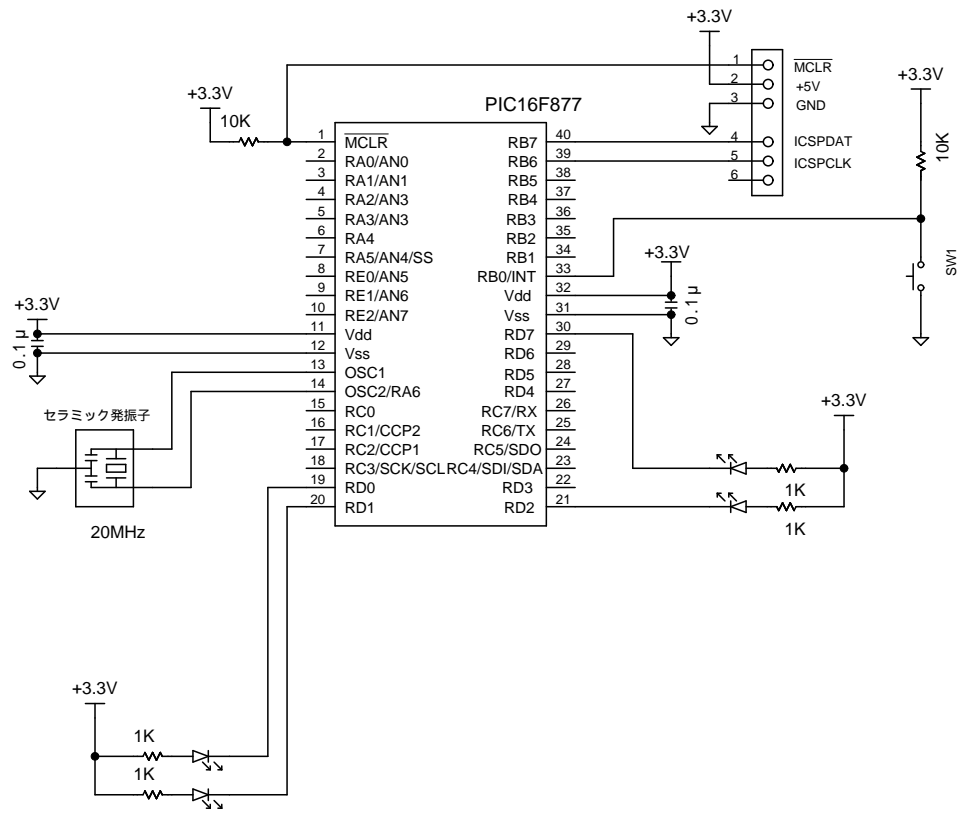 +3.3V
1
MCLR
2
+5V
3
GND
4
ICSPDAT
5
ICSPCLK
6
+3.3V
10K
SW1
+3.3V
10K
PIC16F877
1
MCLR
2
RA0/AN0
3
RA1/AN1
4
RA2/AN3
5
RA3/AN3
6
RA4
7
RA5/AN4/SS
8
RE0/AN5
9
RE1/AN6
10
RE2/AN7
11
Vdd
12
Vss
13
OSC1
14
OSC2/RA6
15
RC0
16
RC1/CCP2
17
RC2/CCP1
18
RC3/SCK/SCL
19
RD0
20
RD1
RB7
40
RB6
39
RB5
38
RB4
37
RB3
36
RB2
35
RB1
34
RB0/INT
33
Vdd
32
Vss
31
RD7
30
RD6
29
RD5
28
RD4
27
RC7/RX
26
RC6/TX
25
RC5/SDO
24
RC4/SDI/SDA
23
RD3
22
RD2
21
+3.3V
0.1μ
+3.3V
0.1μ
セラミック発振子
20MHz
+3.3V
1K
1K
+3.3V
1K
1K